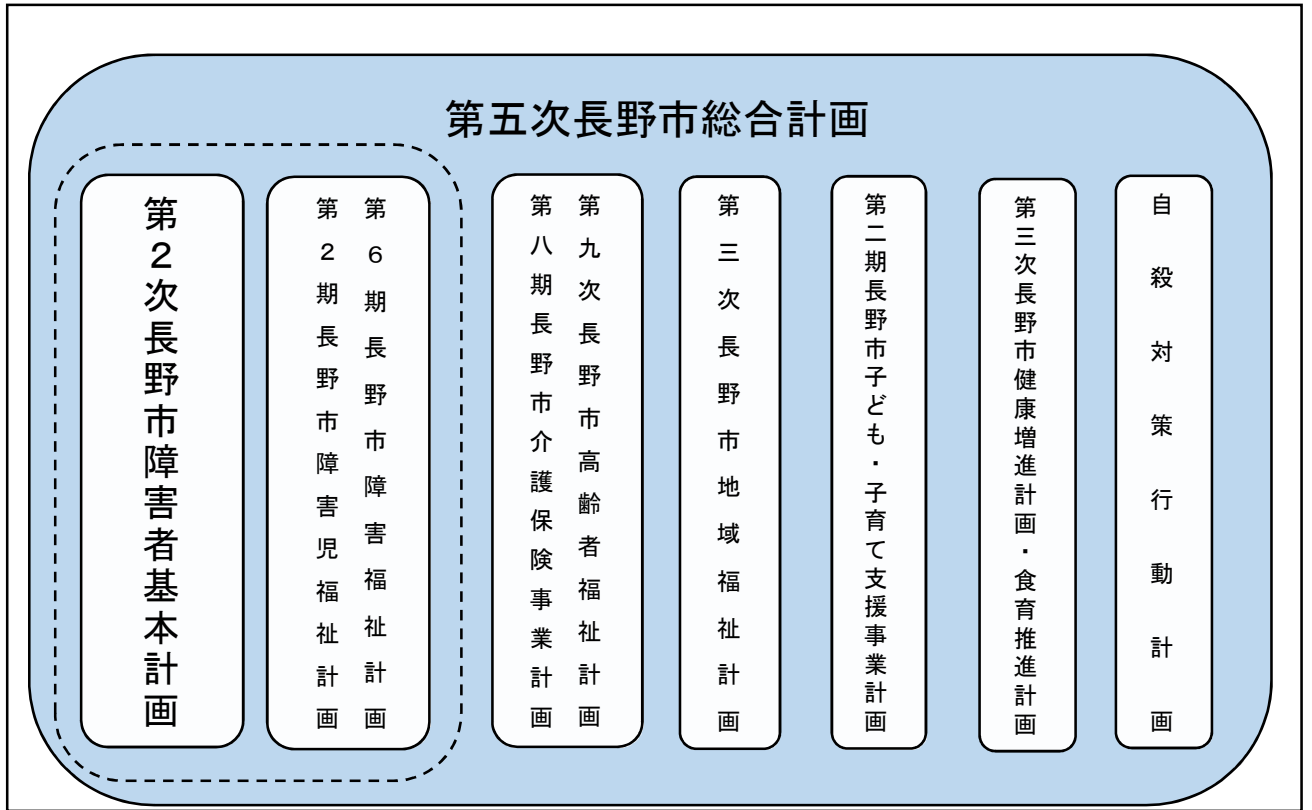 第五次長野市総合計画
第２次長野市障害者基本計画
第６期長野市障害福祉計画
第２期長野市障害児福祉計画
第九次長野市高齢者福祉計画
第八期長野市介護保険事業計画
第三次長野市地域福祉計画
第二期長野市子ども・子育て支援事業計画
第三次長野市健康増進計画・食育推進計画
自殺対策行動計画